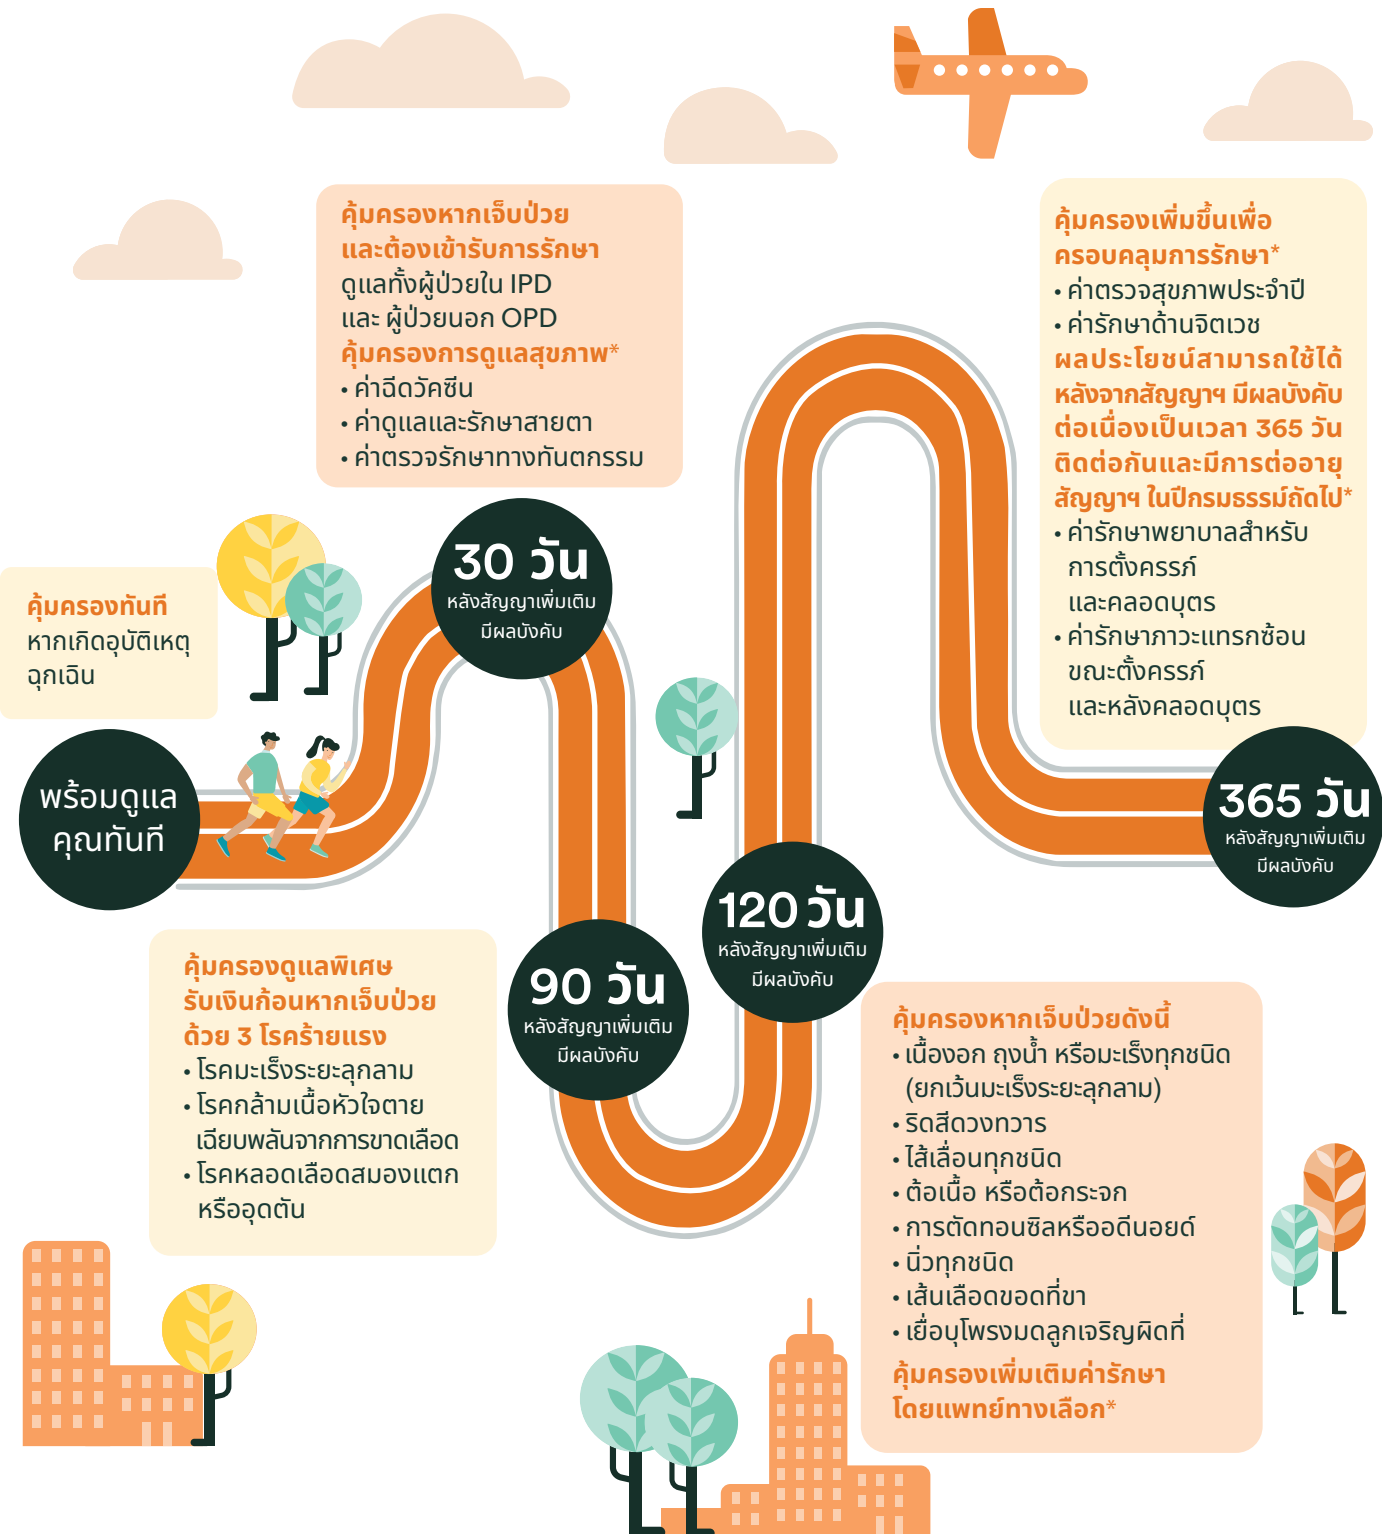 คุ้มครองทันที
หากเกิดอุบัติเหตุ
ฉุกเฉิน
พร้อมดูแล
คุณทันที
คุ้มครองหากเจ็บป่วย
และต้องเข้ารับการรักษา
ดูแลทั้งผู้ป่วยใน IPD
และ ผู้ป่วยนอก OPD
คุ้มครองการดูแลสุขภาพ*
• ค่าฉีดวัคซีน
• ค่าดูแลและรักษาสายตา
• ค่าตรวจรักษาทางทันตกรรม
30 วัน
หลังสัญญาเพิ่มเติม
มีผลบังคับ
คุ้มครองดูแลพิเศษ
รับเงินก้อนหากเจ็บป่วย
ด้วย 3 โรคร้ายแรง
• โรคมะเร็งระยะลุกลาม
• โรคกล้ามเนื้อหัวใจตาย
เฉียบพลันจากการขาดเลือด
• โรคหลอดเลือดสมองแตก
หรืออุดตัน
90 วัน
หลังสัญญาเพิ่มเติม
มีผลบังคับ
120 วัน
หลังสัญญาเพิ่มเติม
มีผลบังคับ
คุ้มครองหากเจ็บป่วยดังนี้
• เนื้องอก ถุงน้ำ หรือมะเร็งทุกชนิด
(ยกเว้นมะเร็งระยะลุกลาม)
• ริดสีดวงทวาร
• ไส้เลื่อนทุกชนิด
• ต้อเนื้อ หรือต้อกระจก
• การตัดทอนซิลหรืออดีนอยด์
• นิ่วทุกชนิด
• เส้นเลือดขอดที่ขา
• เยื่อบุโพรงมดลูกเจริญผิดที่
คุ้มครองเพิ่มเติมค่ารักษา
โดยแพทย์ทางเลือก*
คุ้มครองเพิ่มขึ้นเพื่อ
ครอบคลุมการรักษา*
• ค่าตรวจสุขภาพประจำปี
• ค่ารักษาด้านจิตเวช
ผลประโยชน์สามารถใช้ได้
หลังจากสัญญาฯ มีผลบังคับ
ต่อเนื่องเป็นเวลา 365 วัน
ติดต่อกันและมีการต่ออายุ
สัญญาฯ ในปีกรมธรรม์ถัดไป*
• ค่ารักษาพยาบาลสำหรับ
การตั้งครรภ์
และคลอดบุตร
• ค่ารักษาภาวะแทรกซ้อน
ขณะตั้งครรภ์
และหลังคลอดบุตร
365 วัน
หลังสัญญาเพิ่มเติม
มีผลบังคับ